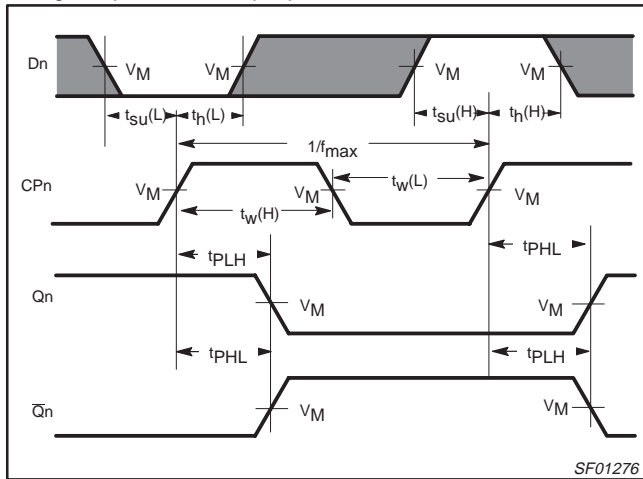 Dn
VM VM VM VM
tsu(L) th(L) tsu(H) th(H)
1/fmax
CPn
VM VM tw(L) VM
tw(H)
tPLH tPHL
Qn
VM VM
tPHL tPLH
VM VM
Q̅n
SF01276